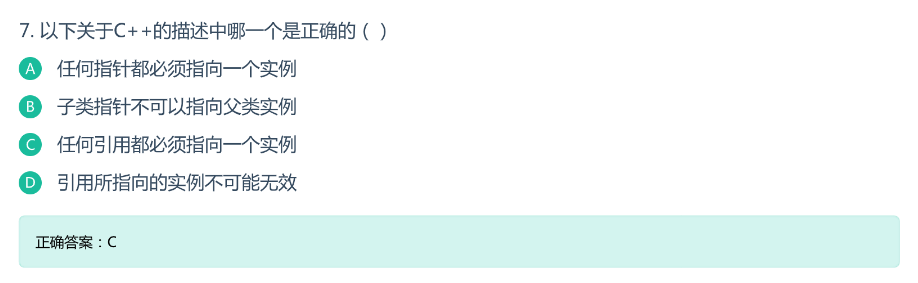 7. 以下关于C++的描述中哪一个是正确的（ ）
A 任何指针都必须指向一个实例
B 子类指针不可以指向父类实例
C 任何引用都必须指向一个实例
D 引用所指向的实例不可能无效
正确答案：C